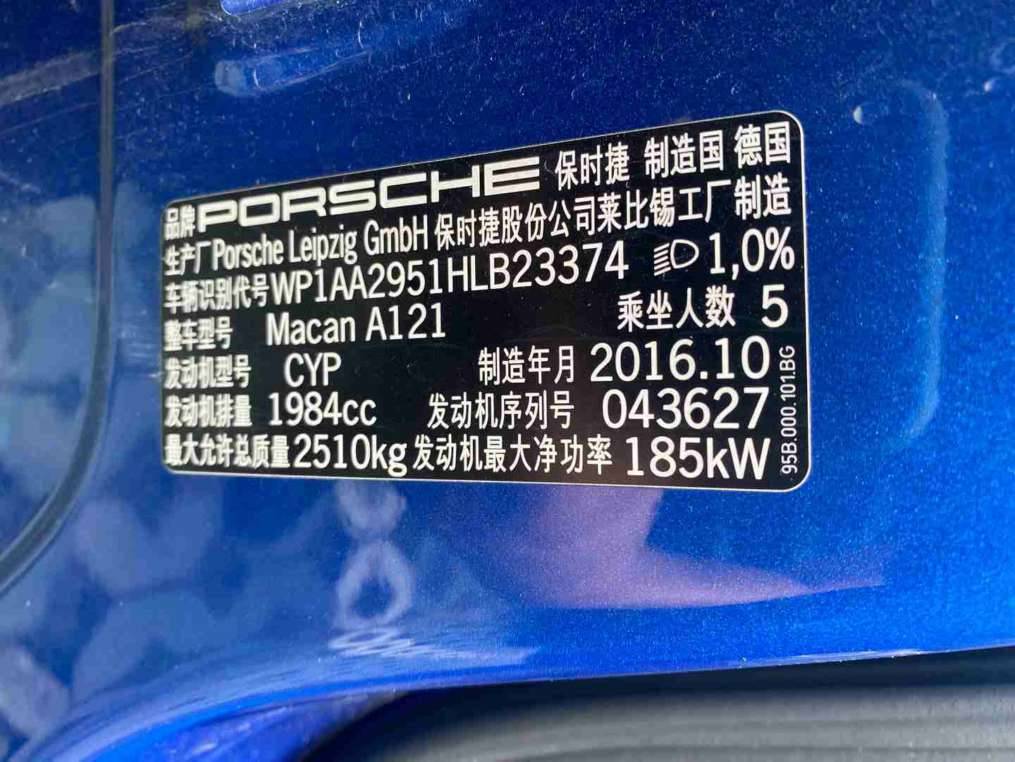 品牌 PORSCHE 保时捷 制造国 德国
生产厂 Porsche Leipzig GmbH 保时捷股份公司莱比锡工厂制造
车辆识别代号 WP1AA2951HLB23374 1,0%
整车型号 Macan A121 乘坐人数 5
发动机型号 CYP 制造年月 2016.10
发动机排量 1984cc 发动机序列号 043627
最大允许总质量 2510kg 发动机最大净功率 185kW
95B.000.101.BG